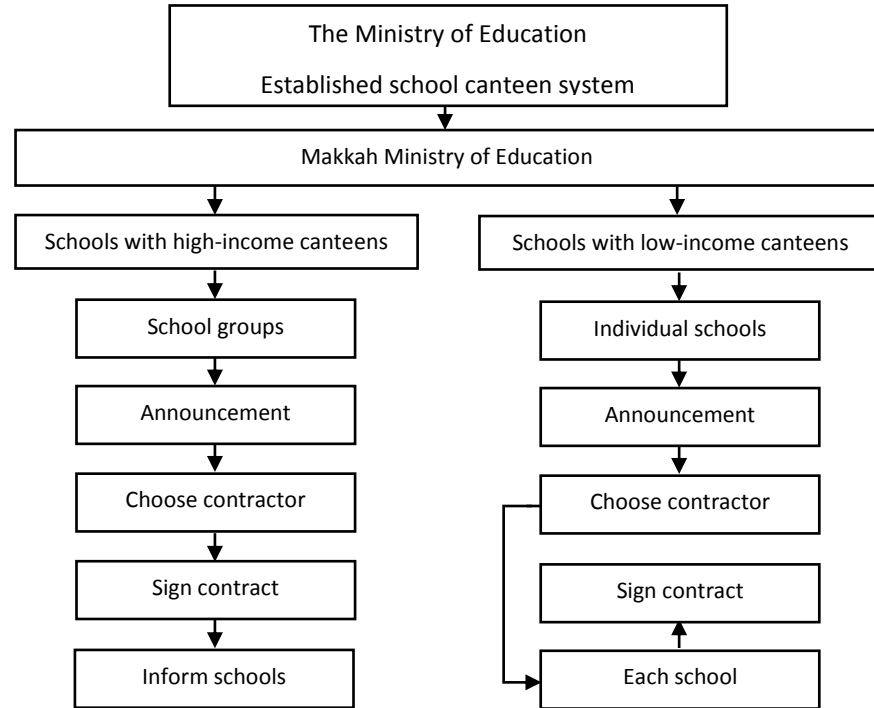 The Ministry of Education
Established school canteen system
Makkah Ministry of Education
Schools with high-income canteens
Schools with low-income canteens
School groups
Individual schools
Announcement
Announcement
Choose contractor
Choose contractor
Sign contract
Sign contract
Inform schools
Each school